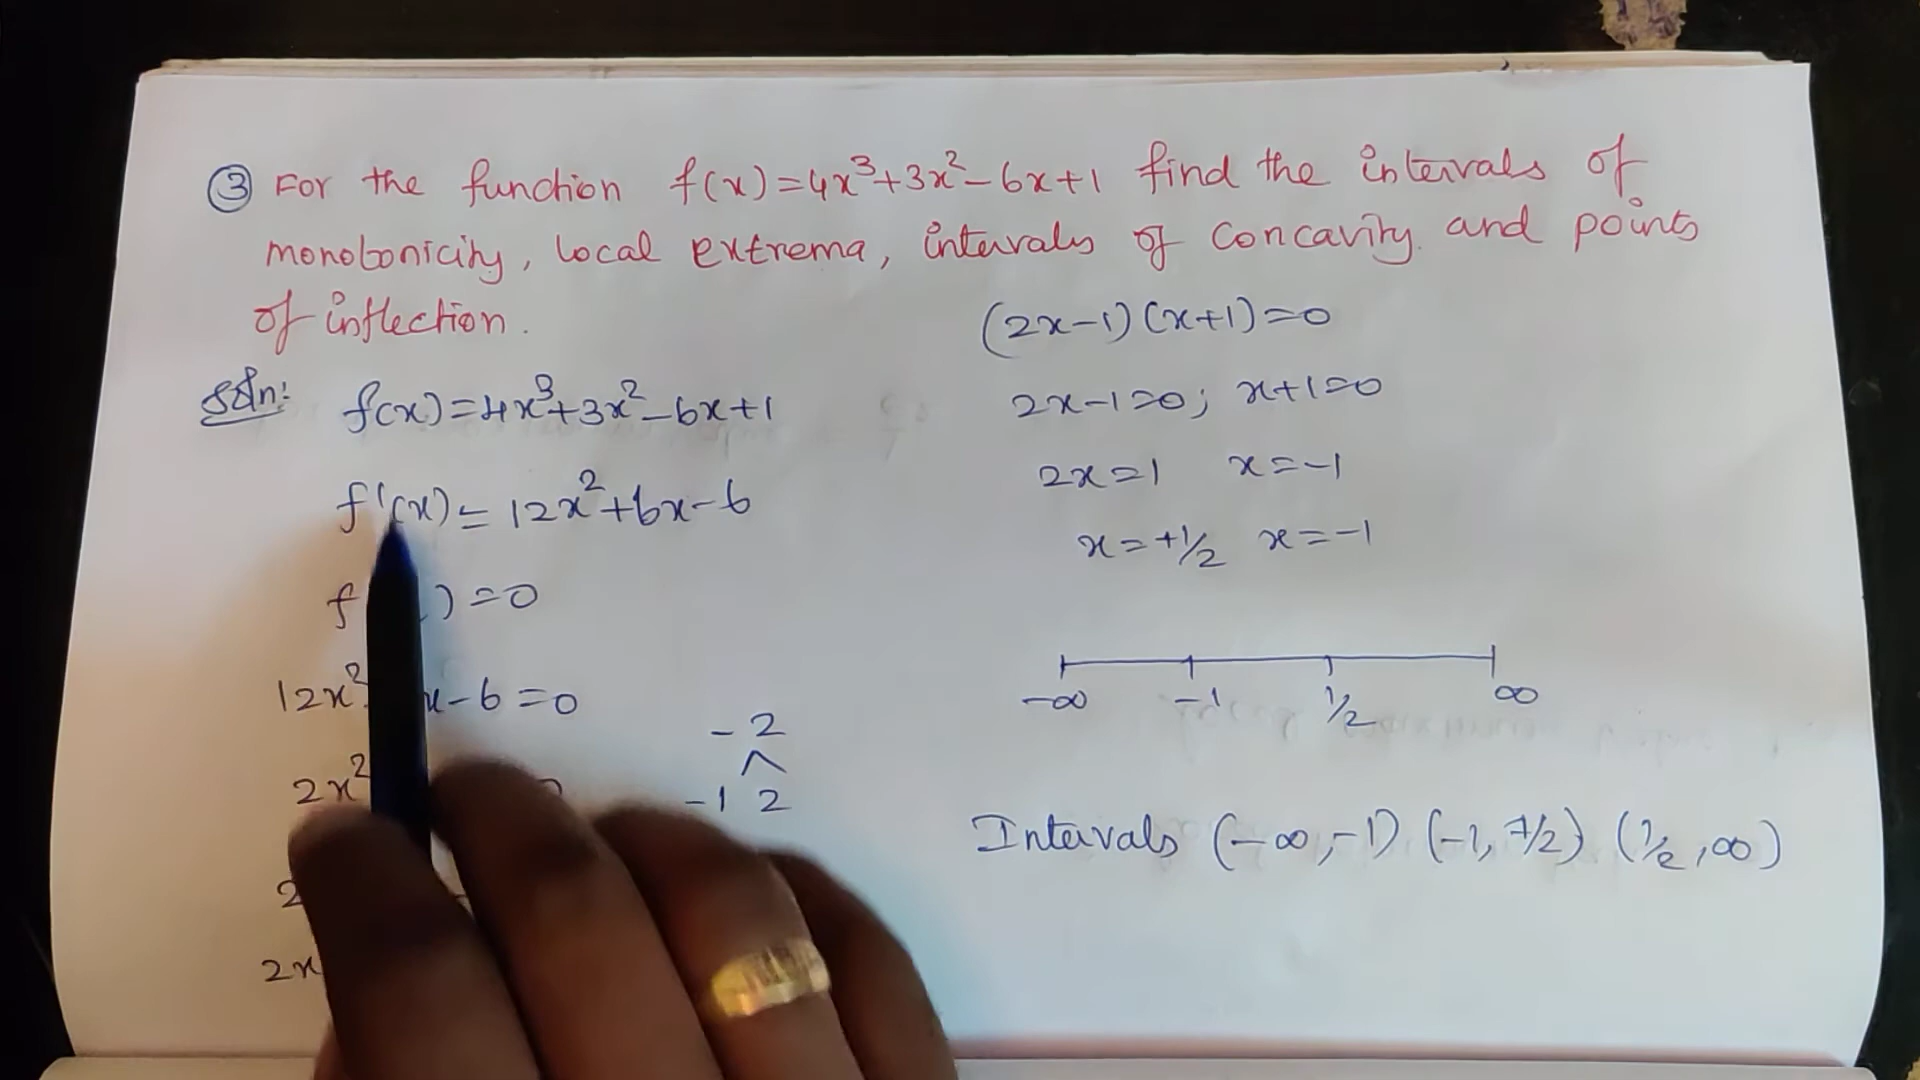 ③ For the function f(x)=4x³+3x²-6x+1 find the intervals of
monotonicity, local extrema, intervals of concavity and points
of inflection.
Soln: f(x)=4x³+3x²-6x+1
f'(x)=12x²+6x-6
f ) =0
12x² x-6=0
2x²
-2
-1 2
2
2x
(2x-1)(x+1)=0
2x-1=0; x+1=0
2x=1 x=-1
x=+1/2 x=-1
-∞ -1 1/2 ∞
Intervals (-∞,-1) (-1, 1/2) (1/2,∞)